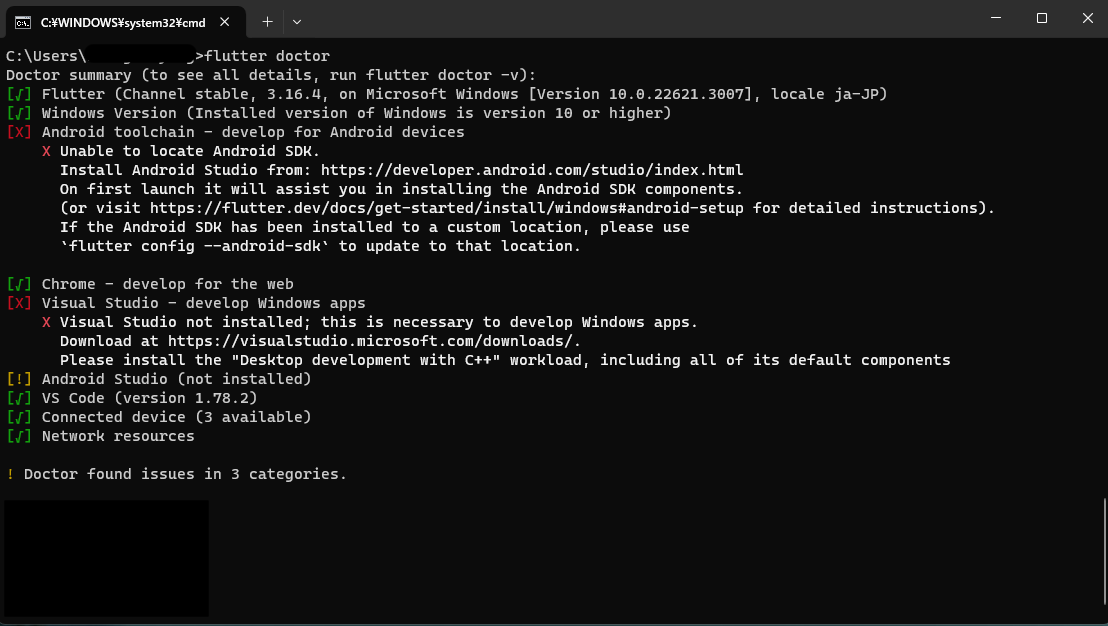 C:¥WINDOWS¥system32¥cmd
C:\Users\ >flutter doctor
Doctor summary (to see all details, run flutter doctor -v):
[√] Flutter (Channel stable, 3.16.4, on Microsoft Windows [Version 10.0.22621.3007], locale ja-JP)
[√] Windows Version (Installed version of Windows is version 10 or higher)
[X] Android toolchain - develop for Android devices
X Unable to locate Android SDK.
Install Android Studio from: https://developer.android.com/studio/index.html
On first launch it will assist you in installing the Android SDK components.
(or visit https://flutter.dev/docs/get-started/install/windows#android-setup for detailed instructions).
If the Android SDK has been installed to a custom location, please use
`flutter config --android-sdk` to update to that location.
[√] Chrome - develop for the web
[X] Visual Studio - develop Windows apps
X Visual Studio not installed; this is necessary to develop Windows apps.
Download at https://visualstudio.microsoft.com/downloads/.
Please install the "Desktop development with C++" workload, including all of its default components
[!] Android Studio (not installed)
[√] VS Code (version 1.78.2)
[√] Connected device (3 available)
[√] Network resources
! Doctor found issues in 3 categories.